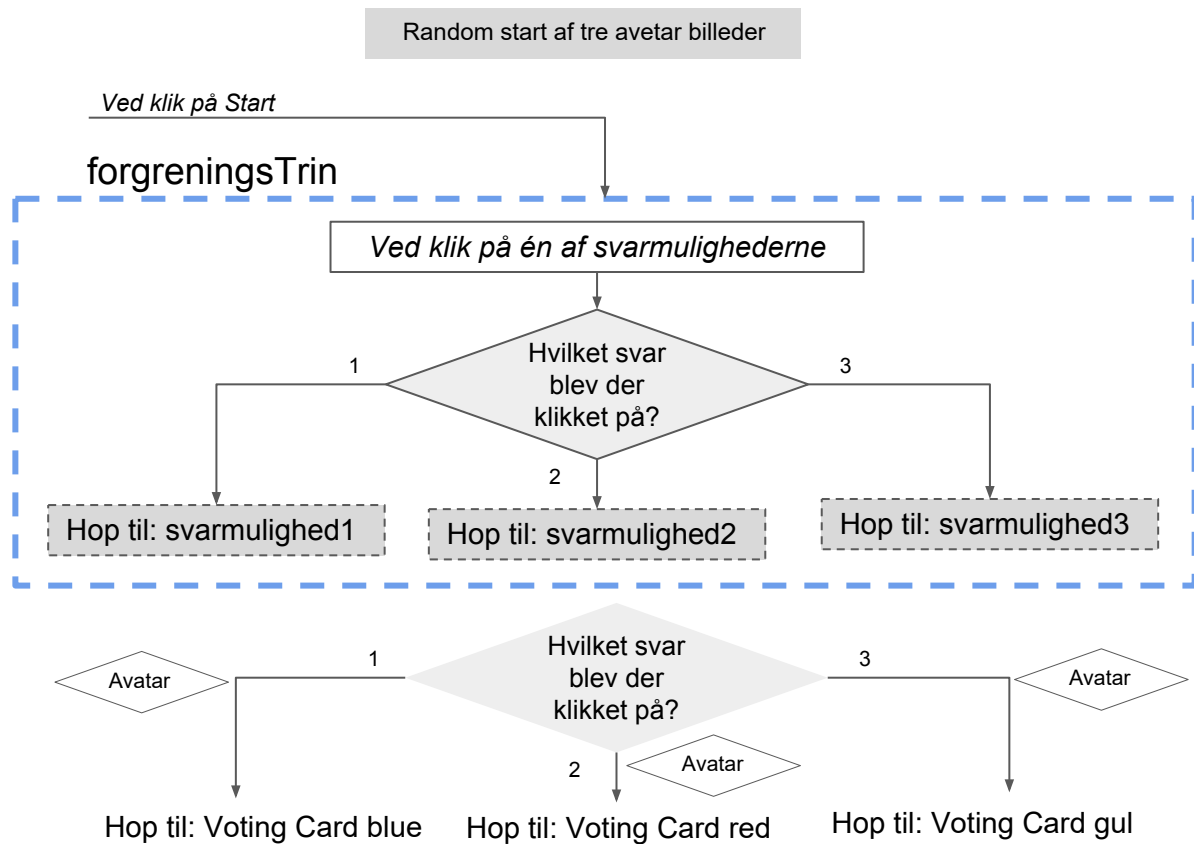 Random start af tre avetar billeder
Ved klik på Start
forgreningsTrin
Ved klik på én af svarmulighederne
Hvilket svar
blev der
klikket på?
1
3
2
Hop til: svarmulighed1
Hop til: svarmulighed2
Hop til: svarmulighed3
Hvilket svar
blev der
klikket på?
1
3
Avatar
Avatar
2
Avatar
Hop til: Voting Card blue
Hop til: Voting Card red
Hop til: Voting Card gul